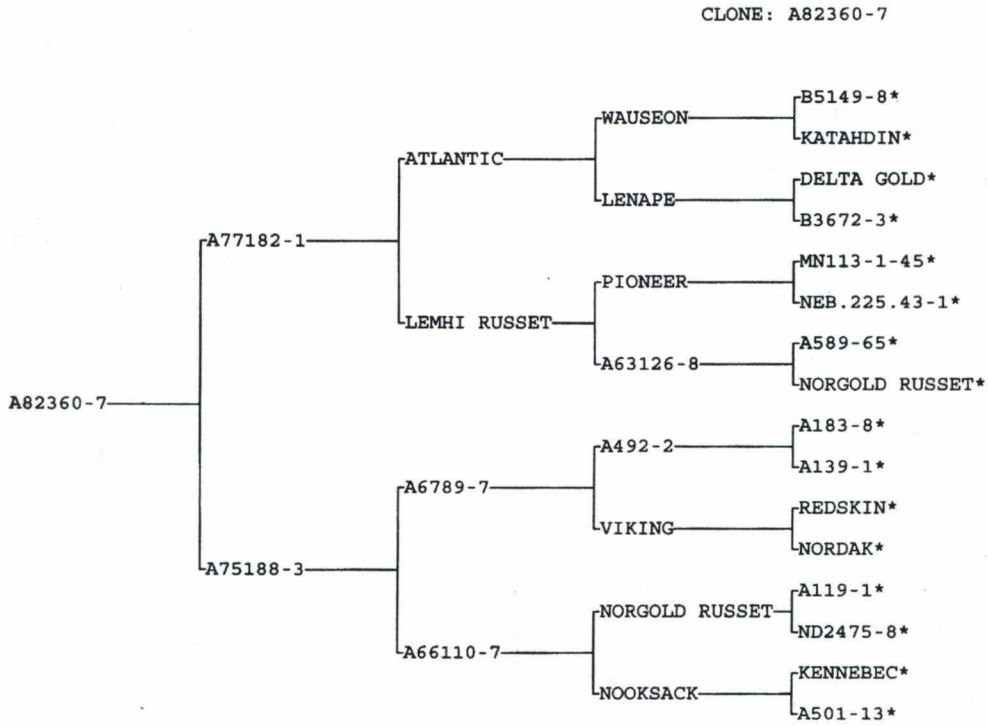 CLONE: A82360-7
B5149-8*
WAUSEON
KATAHDIN*
ATLANTIC
DELTA GOLD*
LENAPE
B3672-3*
A77182-1
MN113-1-45*
PIONEER
NEB.225.43-1*
LEMHI RUSSET
A589-65*
A63126-8
NORGOLD RUSSET*
A82360-7
A183-8*
A492-2
A139-1*
A6789-7
REDSKIN*
VIKING
NORDAK*
A75188-3
A119-1*
NORGOLD RUSSET
ND2475-8*
A66110-7
KENNEBEC*
NOOKSACK
A501-13*